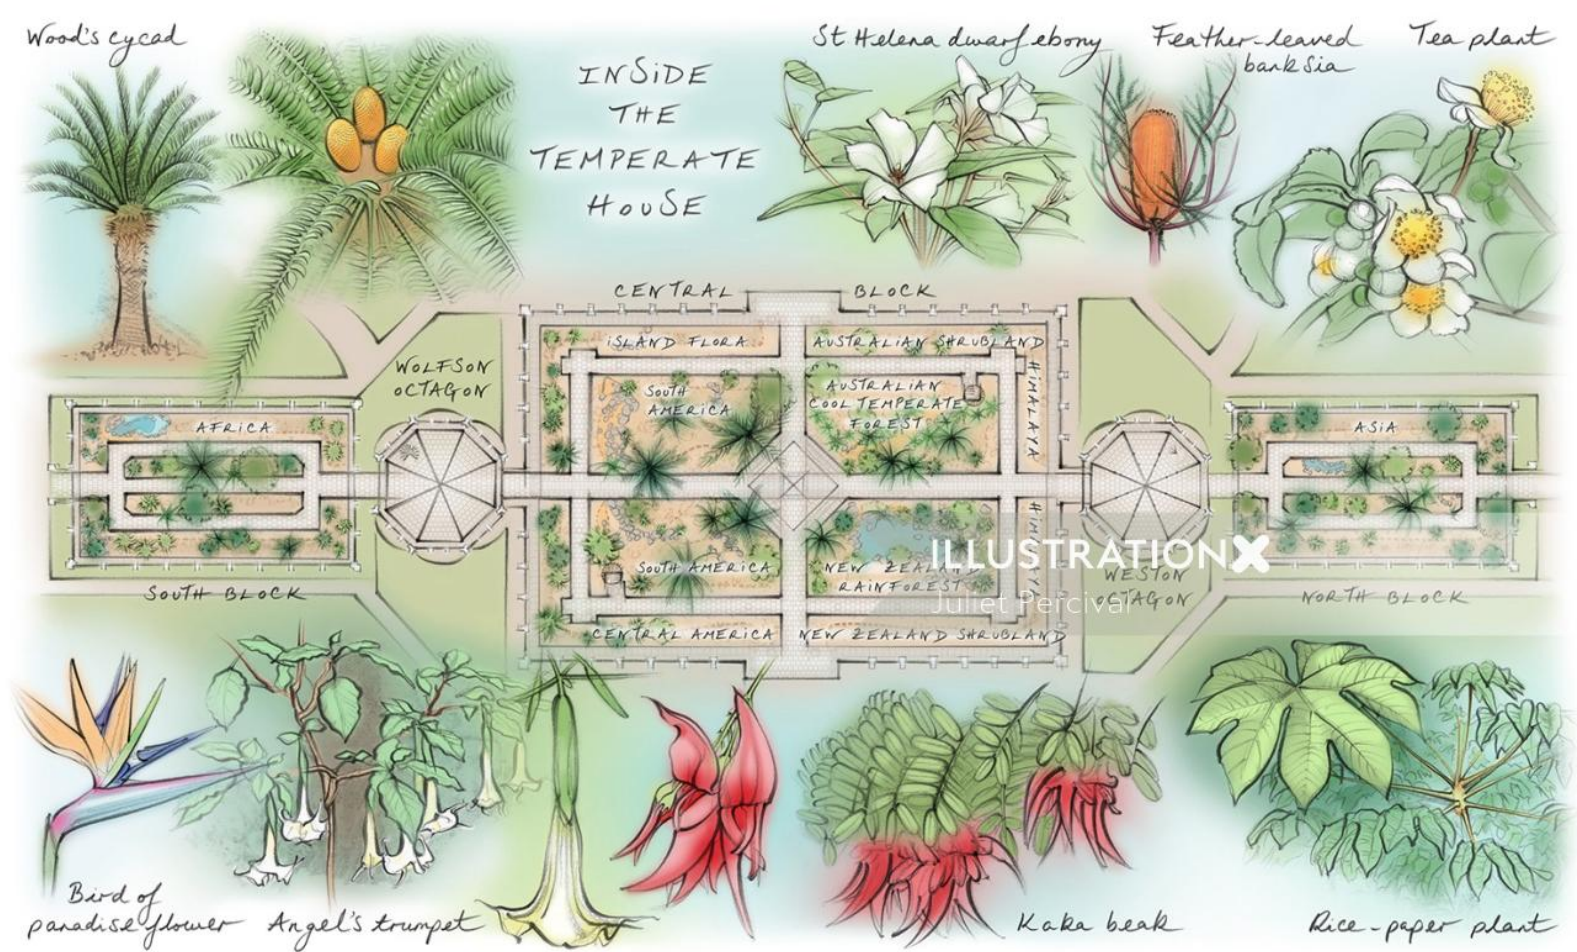 Wood's cycad
INSIDE
THE
TEMPERATE
HOUSE
St Helena dwarf ebony
Feather-leaved
banksia
Tea plant
CENTRAL BLOCK
WOLFSON
OCTAGON
ISLAND FLORA
AUSTRALIAN SHRUBLAND
SOUTH
AMERICA
AUSTRALIAN
COOL TEMPERATE
FOREST
HIMALAYA
AFRICA
ASIA
SOUTH AMERICA
NEW ZEALAND
RAINFOREST
HIMALAYA
ILLUSTRATIONX
Juliet Percival
WESTON
OCTAGON
SOUTH BLOCK
NORTH BLOCK
CENTRAL AMERICA
NEW ZEALAND SHRUBLAND
Bird of
paradise flower
Angel's trumpet
Kaka beak
Rice-paper plant